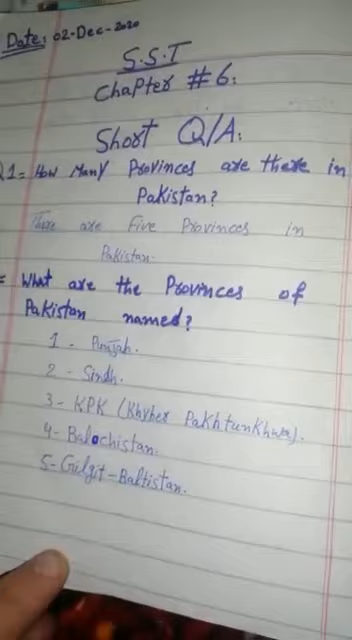 Date: 02-Dec-2020
S.S.T
Chapter # 6:
Short Q/A:
Q1= How Many Provinces are there in
Pakistan?
There are Five Provinces in
Pakistan.
= What are the Provinces of
Pakistan named?
1 - Punjab.
2 - Sindh.
3- KPK (Khyber Pakhtunkhwa).
4- Balochistan.
5- Gilgit-Baltistan.